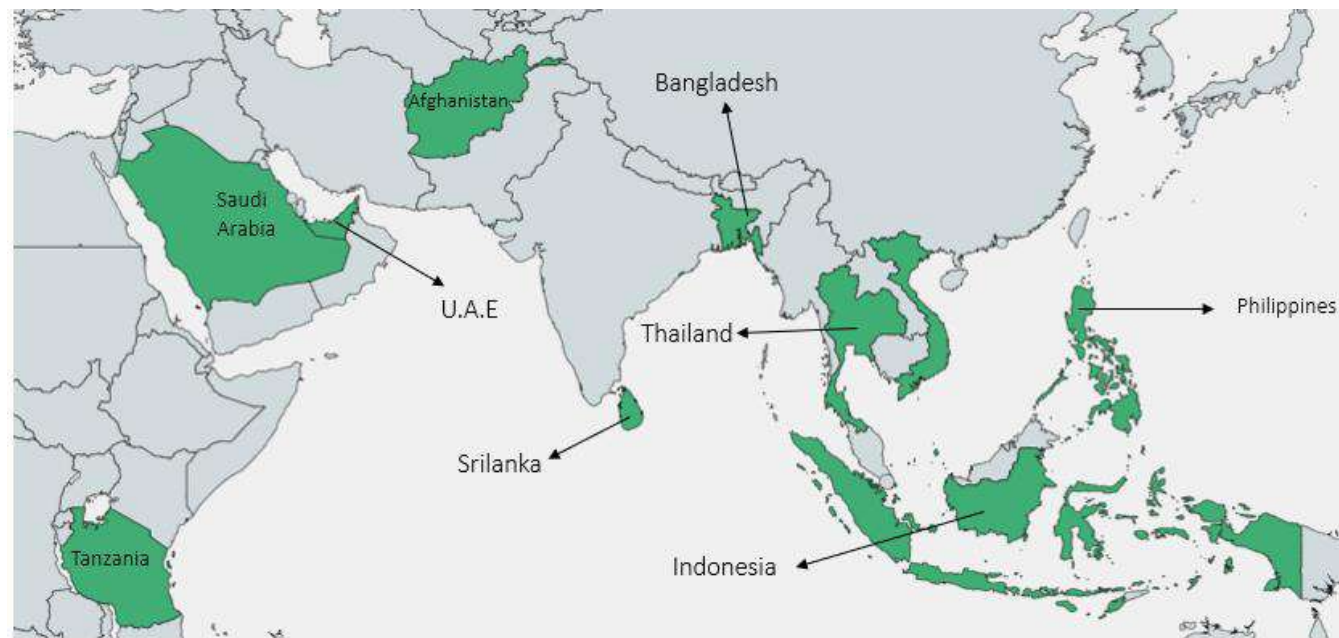 Bangladesh
Afghanistan
Saudi
Arabia
U.A.E
Philippines
Thailand
Srilanka
Indonesia
Tanzania